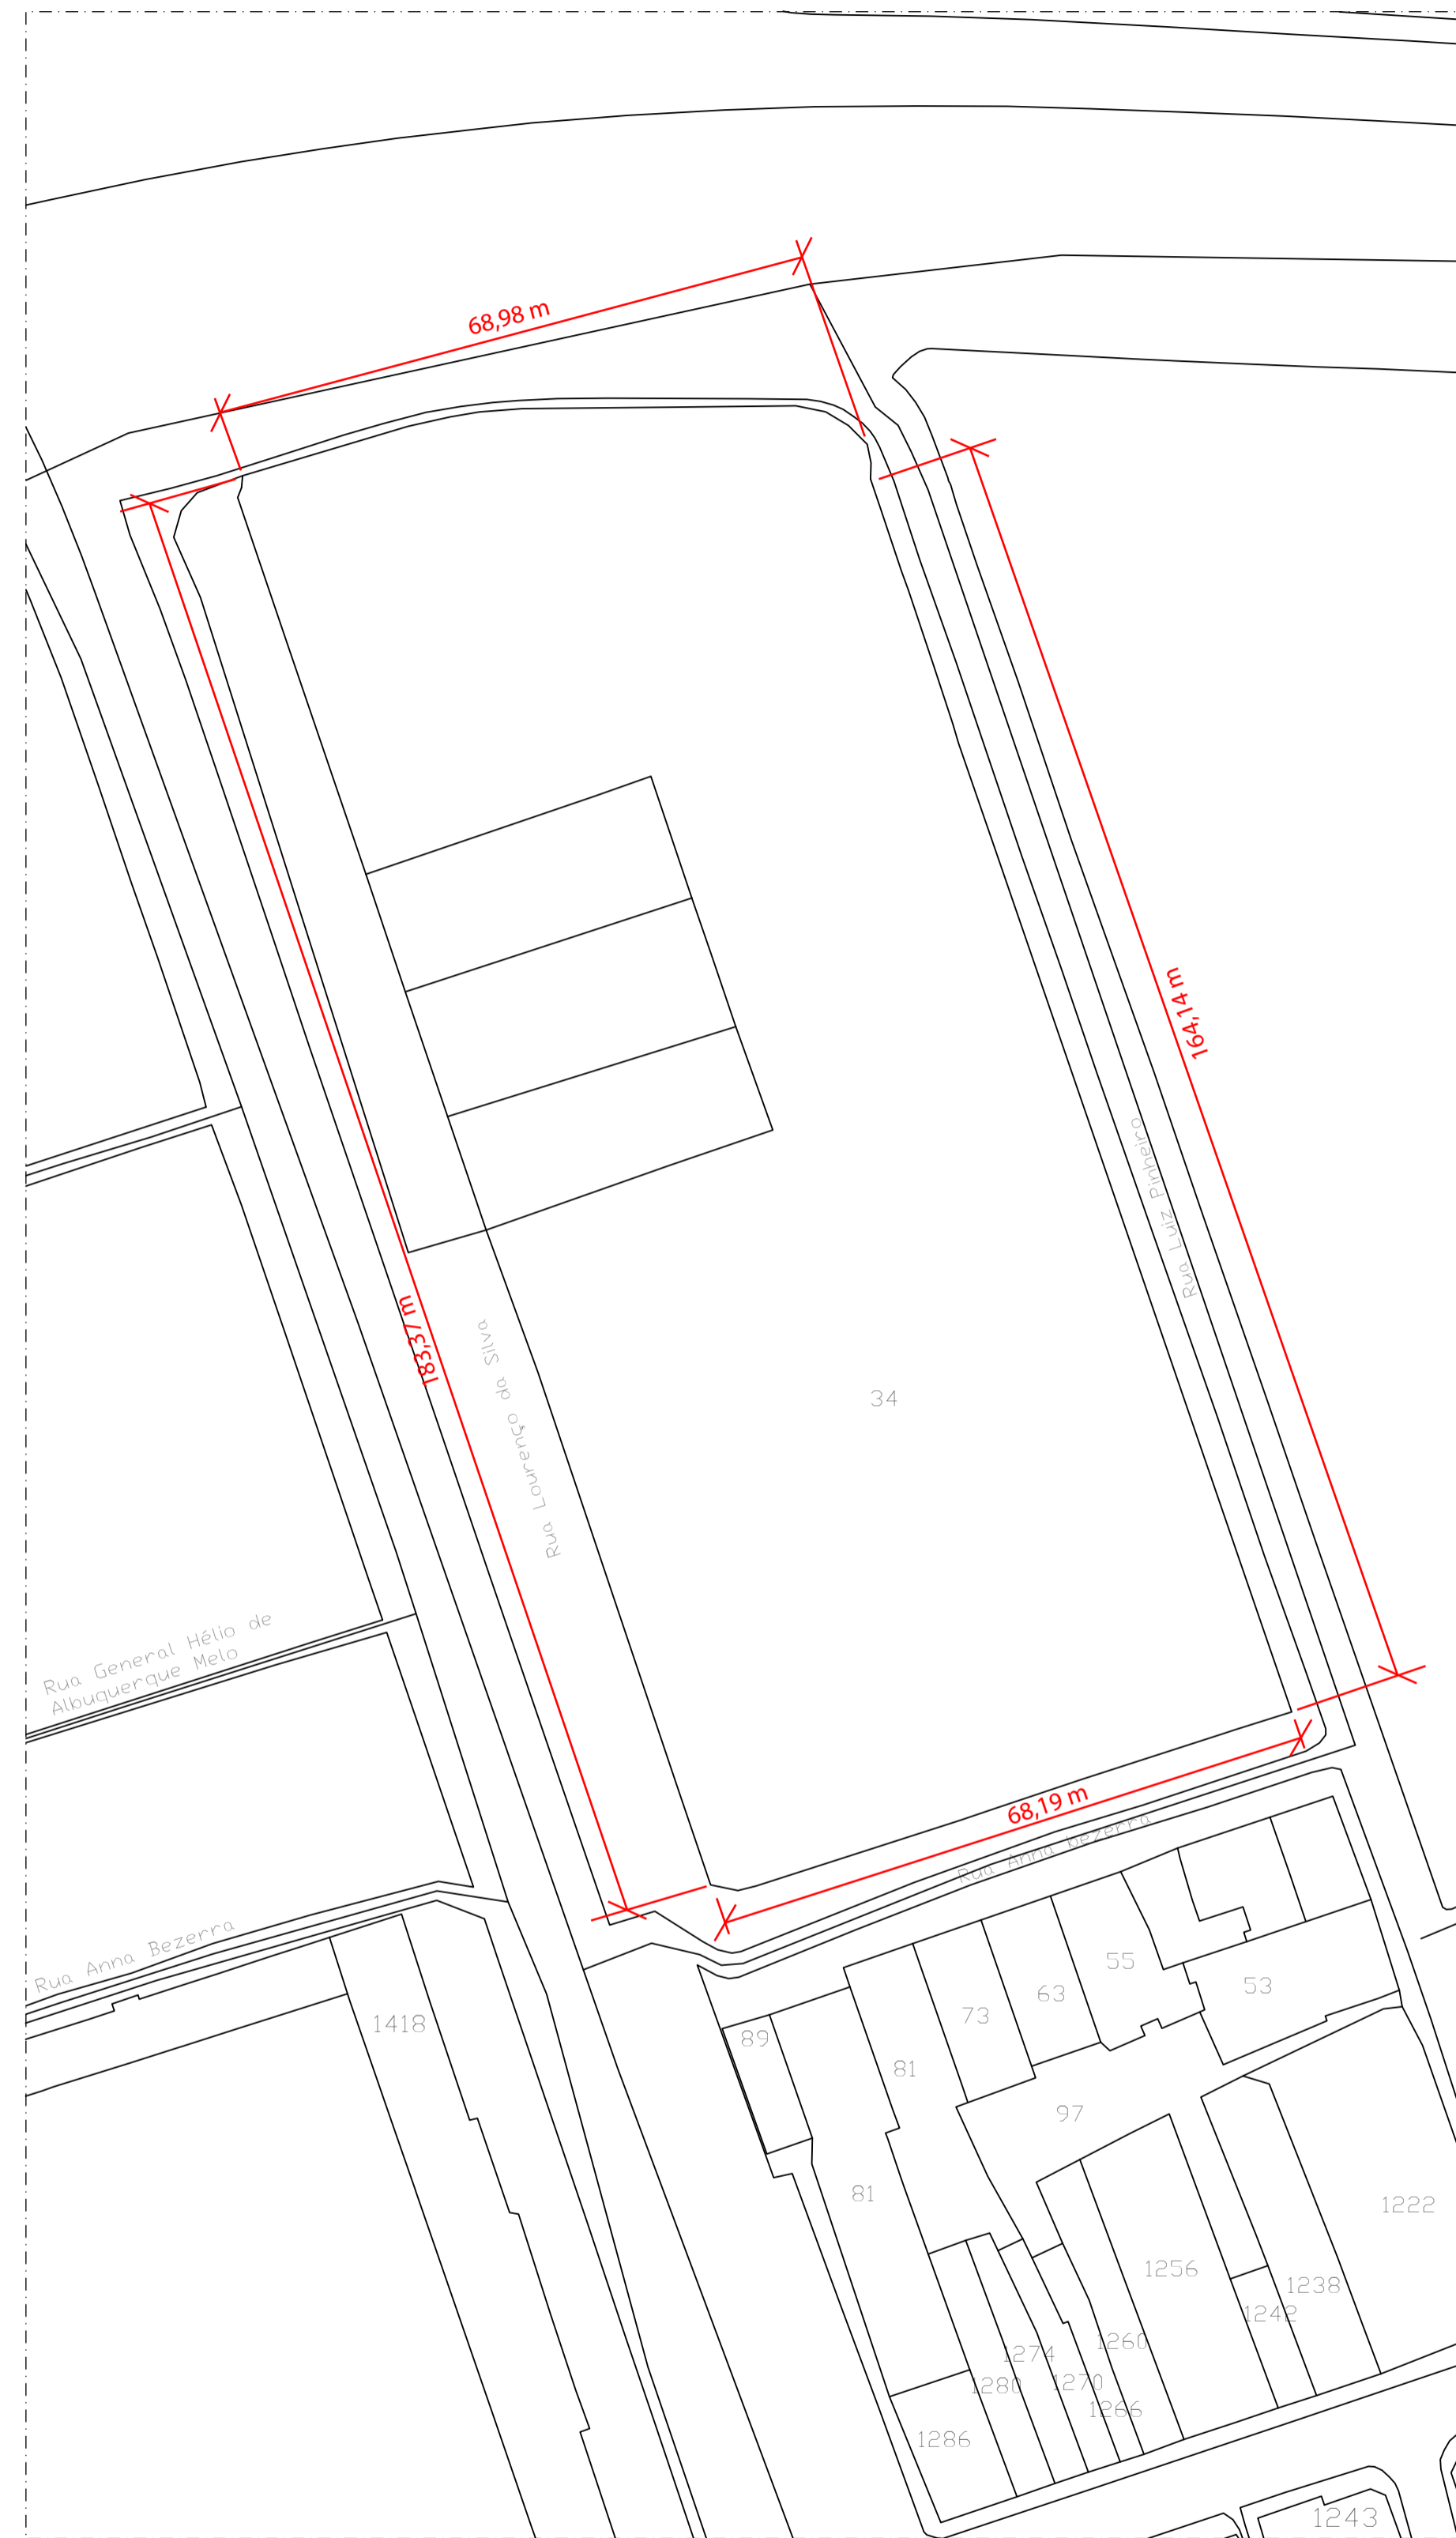 68,98 m
164,14 m
Rua Luiz Pinheiro
183,37 m
Rua Lourenço da Silva
34
Rua General Hélio de
Albuquerque Melo
68,19 m
Rua Anna bezerra
Rua Anna Bezerra
1418
89
81
73
63
55
53
97
81
1222
1256
1238
1242
1260
1274
1270
1280
1266
1286
1243